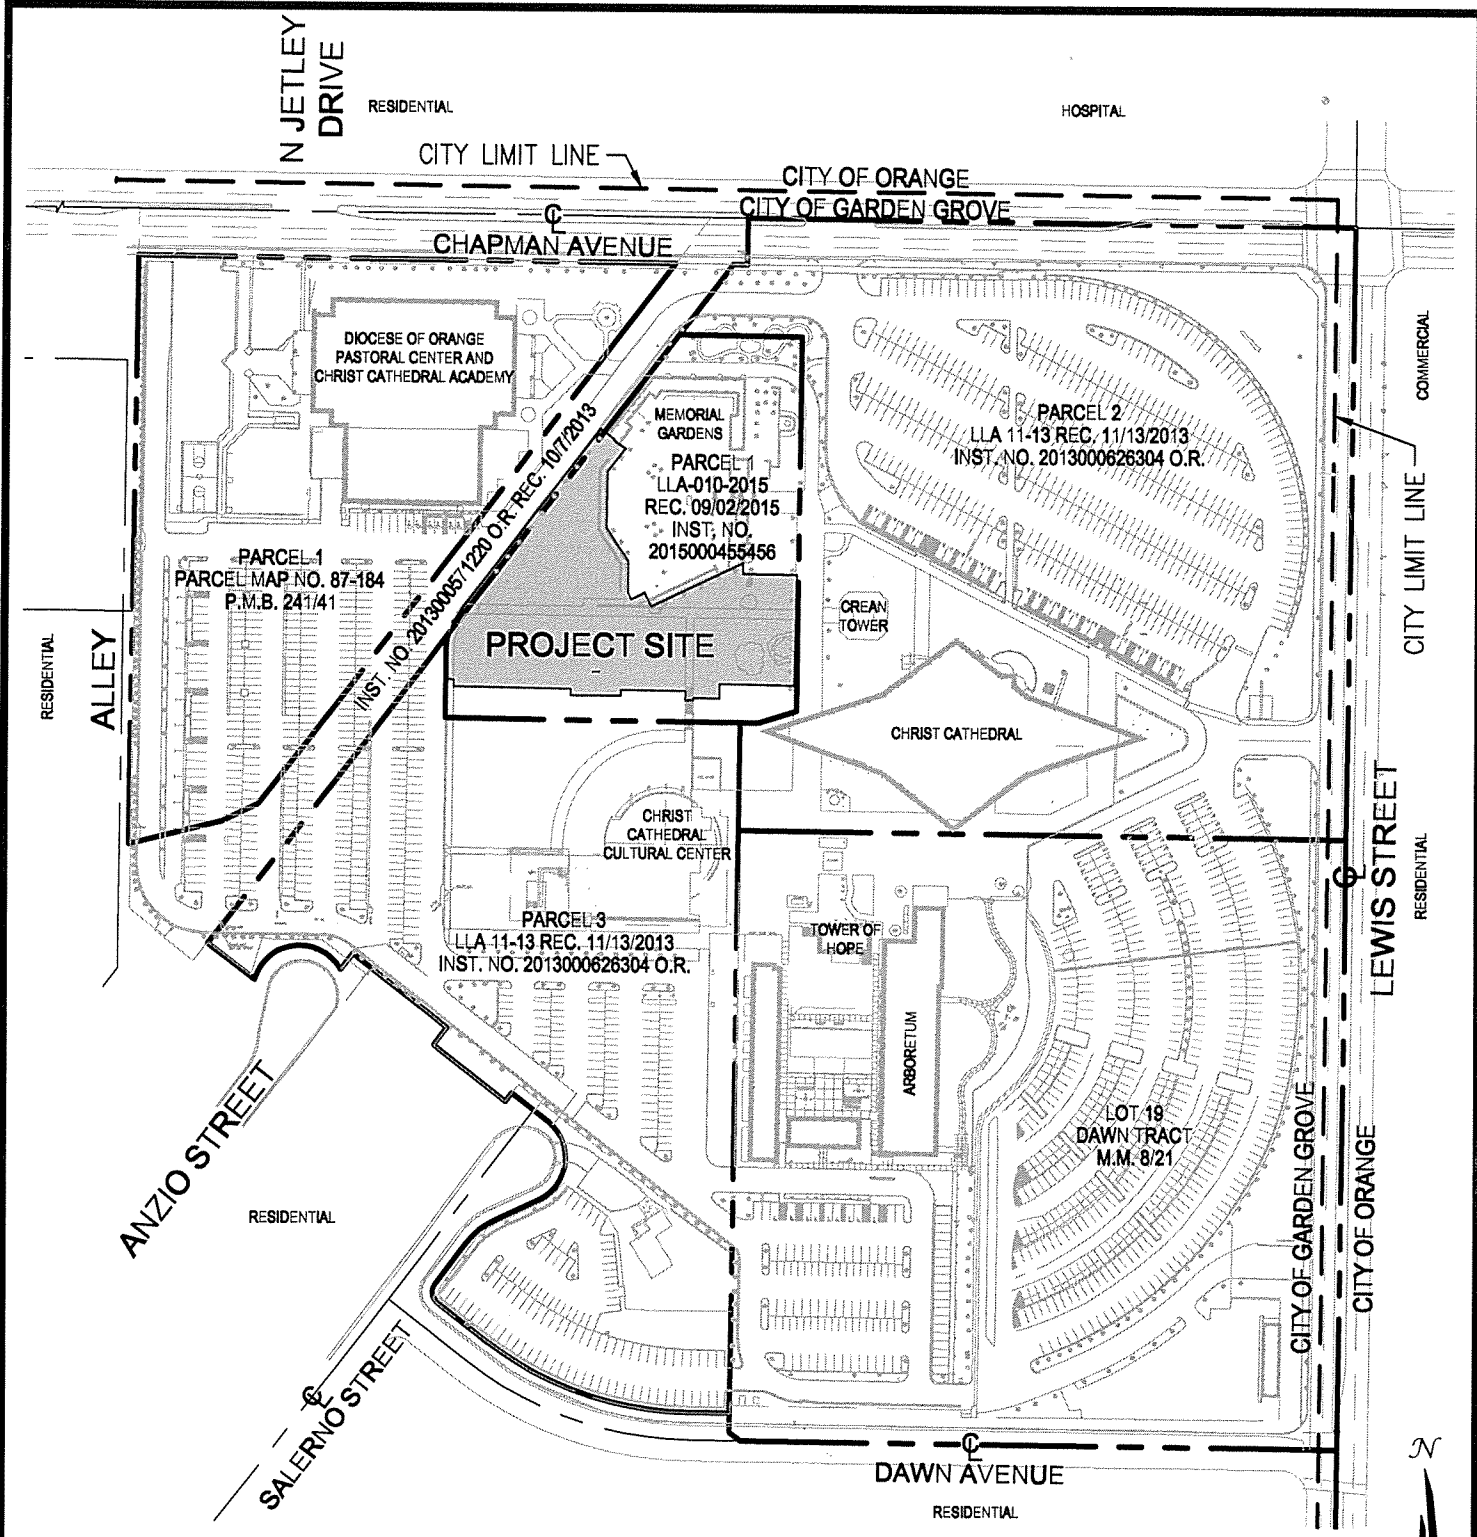 N JETLEY
DRIVE
RESIDENTIAL
HOSPITAL
CITY LIMIT LINE
CITY OF ORANGE
CITY OF GARDEN GROVE
CL
CHAPMAN AVENUE
DIOCESE OF ORANGE
PASTORAL CENTER AND
CHRIST CATHEDRAL ACADEMY
COMMERCIAL
MEMORIAL
GARDENS
PARCEL 1
LLA-010-2015
REC. 09/02/2015
INST. NO.
2015000455456
PARCEL 2
LLA 11-13 REC. 11/13/2013
INST. NO. 2013000626304 O.R.
CITY LIMIT LINE
INST. NO. 2013000571220 O.R. REC. 10/7/2013
PARCEL 1
PARCEL MAP NO. 87-184
P.M.B. 241/41
RESIDENTIAL
ALLEY
PROJECT SITE
CREAN
TOWER
CHRIST CATHEDRAL
CHRIST
CATHEDRAL
CULTURAL CENTER
LEWIS STREET
CL
RESIDENTIAL
PARCEL 3
LLA 11-13 REC. 11/13/2013
INST. NO. 2013000626304 O.R.
TOWER OF
HOPE
ARBORETUM
ANZIO STREET
LOT 19
DAWN TRACT
M.M. 8/21
CITY OF GARDEN GROVE
CITY OF ORANGE
RESIDENTIAL
CL
SALERNO STREET
CL
DAWN AVENUE
RESIDENTIAL
N